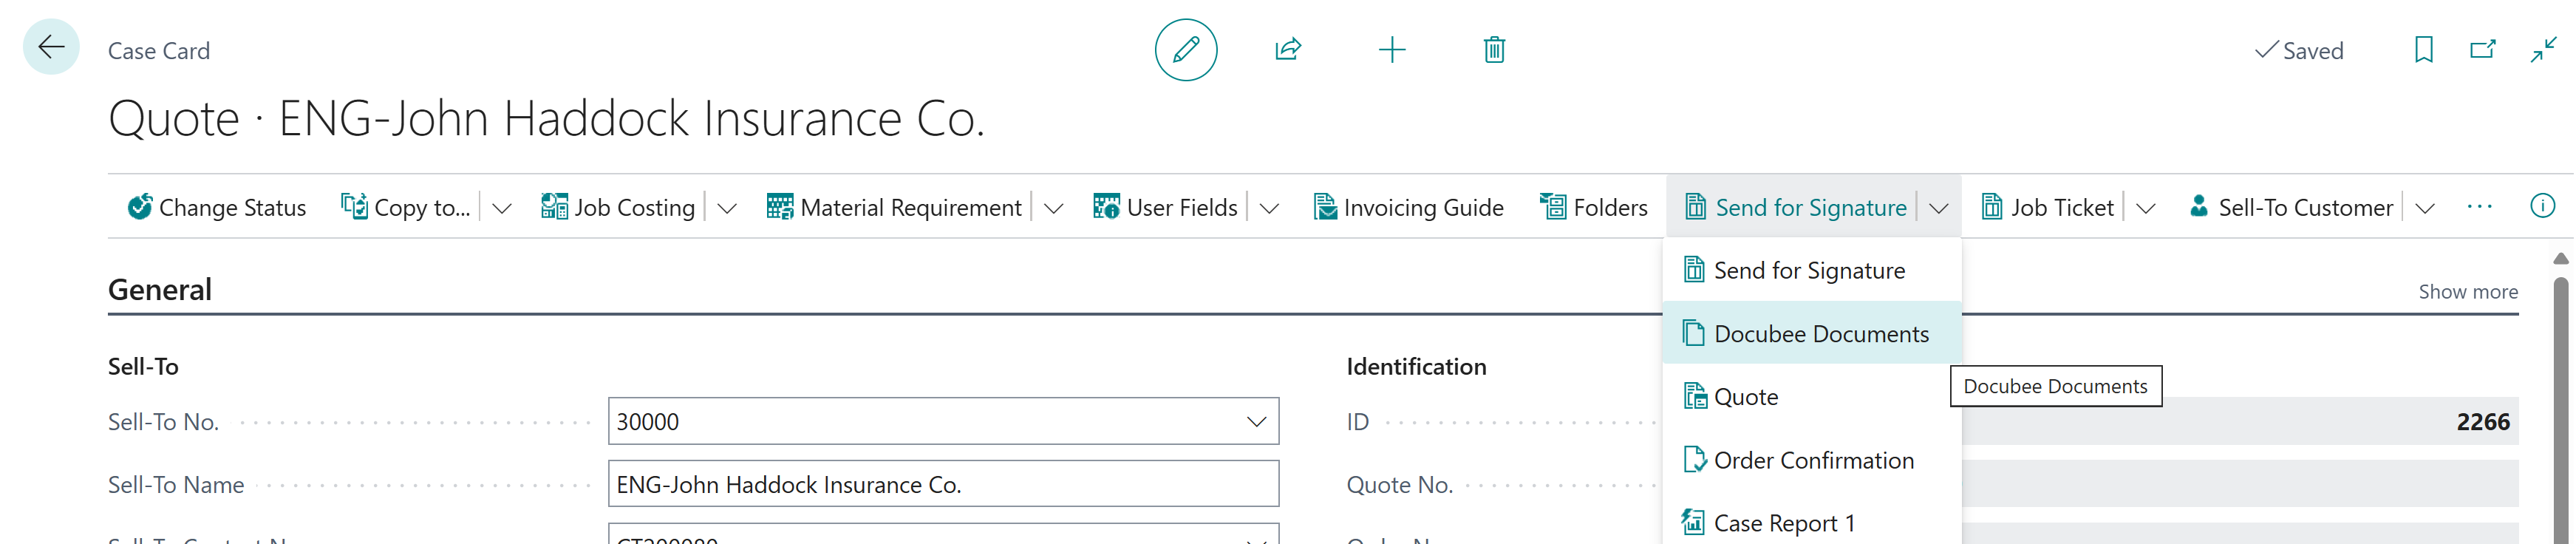 Case Card
Saved
Quote · ENG-John Haddock Insurance Co.
Change Status Copy to... Job Costing Material Requirement User Fields Invoicing Guide Folders Send for Signature Job Ticket Sell-To Customer ...
Send for Signature
Docubee Documents
Docubee Documents
Quote
Order Confirmation
Case Report 1
General
Show more
Sell-To
Sell-To No. 30000
Sell-To Name ENG-John Haddock Insurance Co.
Identification
ID 2266
Quote No.